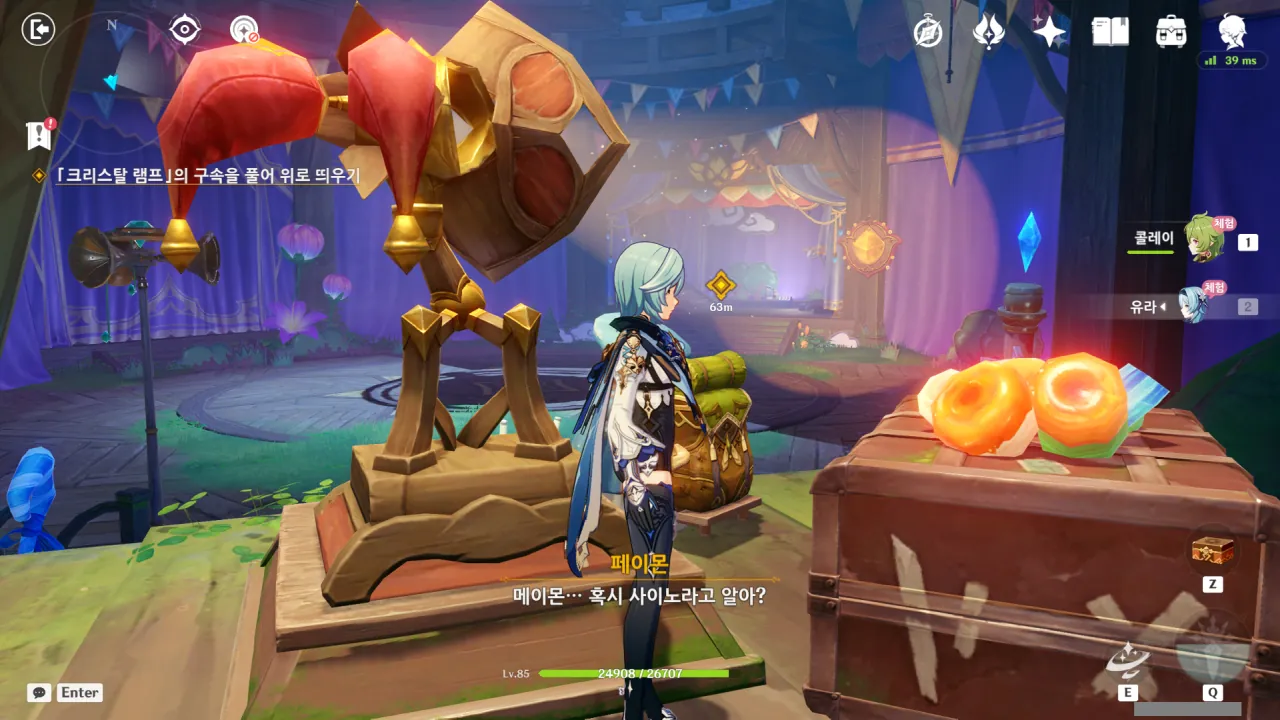 N
39 ms
「크리스탈 램프」의 구속을 풀어 위로 띄우기
체험
콜레이
1
63m
체험
유라
2
페이몬
메이몬… 혹시 사이노라고 알아?
Z
Lv.85
24908 / 26707
Enter
E
Q